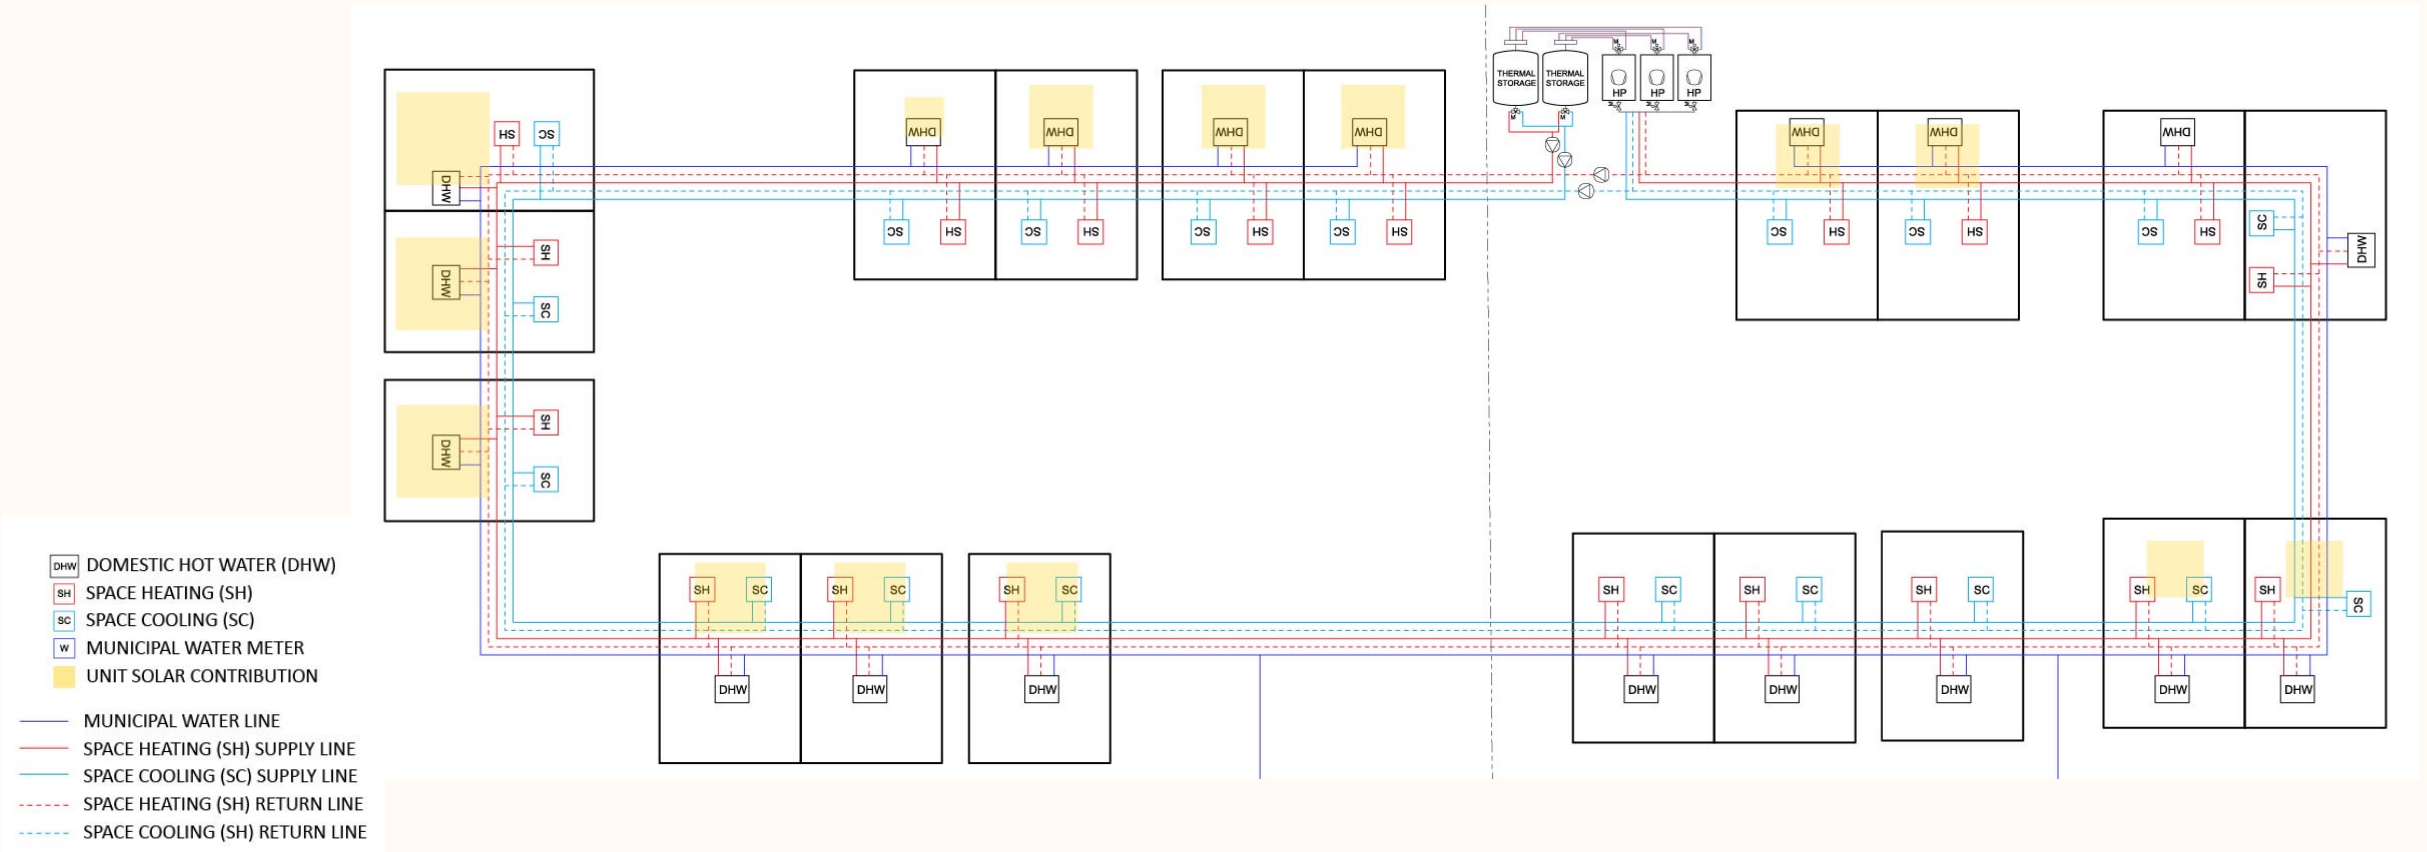 THERMAL STORAGE
THERMAL STORAGE
M M M
HP HP HP
M M
SH SC
DHW
DHW DHW DHW DHW
SC SH SC SH SC SH SC SH
DHW DHW DHW
SC SH SC SH SC SH
SC
DHW
SH
SH
DHW
SC
SH
DHW
SC
SH SC SH SC SH SC
DHW DHW DHW
SH SC SH SC SH SC SH SC SH SC
DHW DHW DHW DHW DHW
DHW DOMESTIC HOT WATER (DHW)
SH SPACE HEATING (SH)
SC SPACE COOLING (SC)
W MUNICIPAL WATER METER
UNIT SOLAR CONTRIBUTION
MUNICIPAL WATER LINE
SPACE HEATING (SH) SUPPLY LINE
SPACE COOLING (SC) SUPPLY LINE
SPACE HEATING (SH) RETURN LINE
SPACE COOLING (SH) RETURN LINE